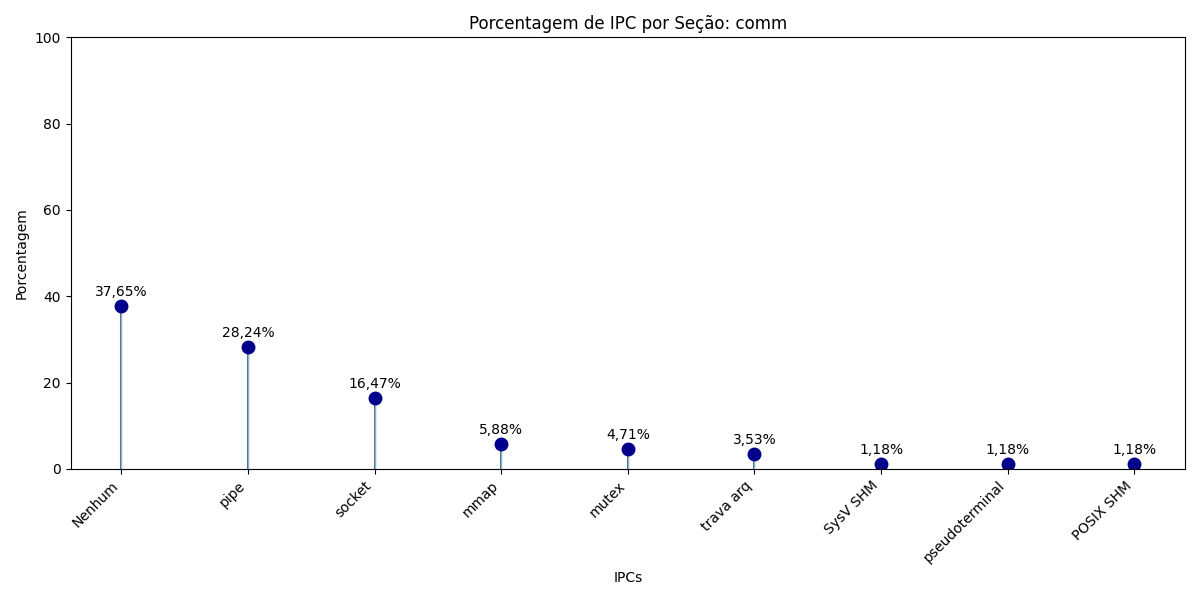 Porcentagem de IPC por Seção: comm
100
80
60
40
20
0
Porcentagem
37,65%
28,24%
16,47%
5,88%
4,71%
3,53%
1,18%
1,18%
1,18%
Nenhum
pipe
socket
mmap
mutex
trava arq
SysV SHM
pseudoterminal
POSIX SHM
IPCs